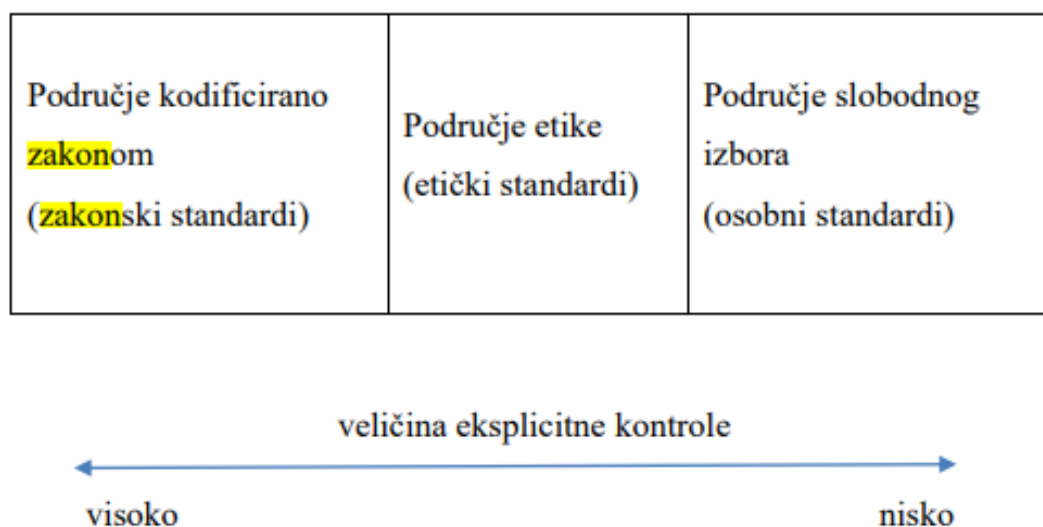 Područje kodificirano
zakonom
(zakonski standardi)
Područje etike
(etički standardi)
Područje slobodnog
izbora
(osobni standardi)
veličina eksplicitne kontrole
visoko
nisko